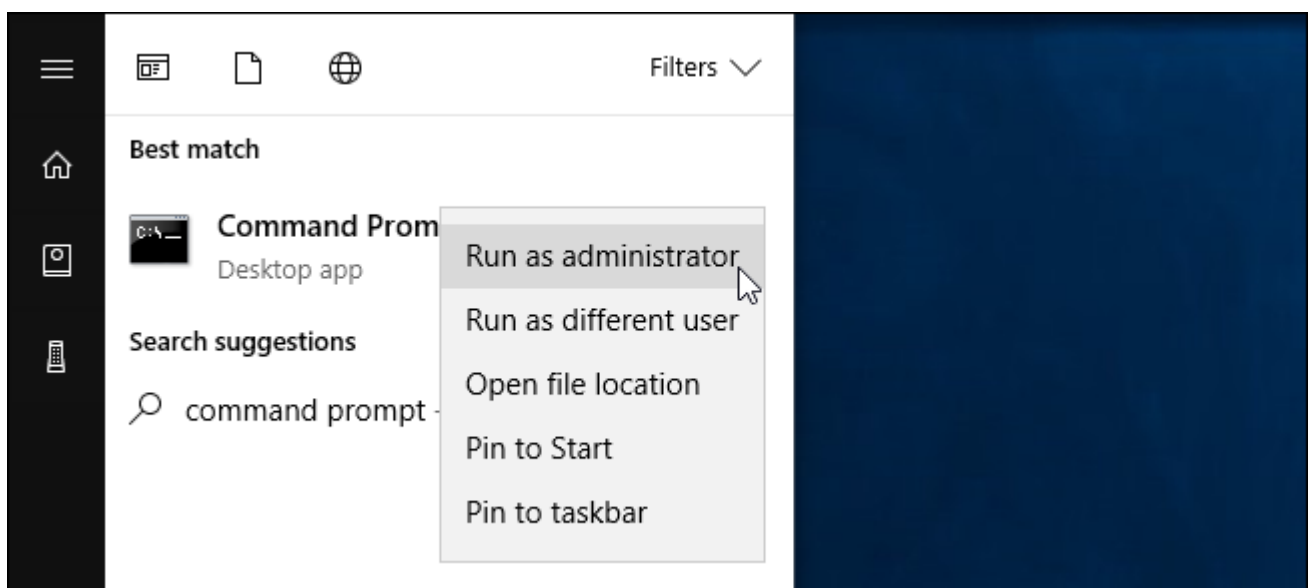 Filters
Best match
C:\_
Command Prom
Desktop app
Run as administrator
Run as different user
Search suggestions
Open file location
command prompt -
Pin to Start
Pin to taskbar